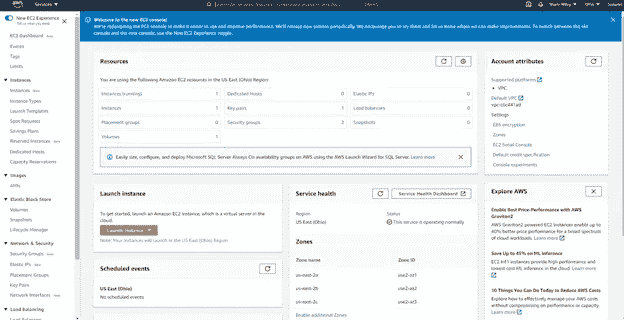 aws
Services
New EC2 Experience
Tell us what you think
EC2 Dashboard
Events
Tags
Limits
Instances
Instances
Instance Types
Launch Templates
Spot Requests
Savings Plans
Reserved Instances
Dedicated Hosts
Capacity Reservations
Images
AMIs
Elastic Block Store
Volumes
Snapshots
Lifecycle Manager
Network & Security
Security Groups
Elastic IPs
Placement Groups
Key Pairs
Network Interfaces
Load Balancing
Welcome to the new EC2 console!
Resources
You are using the following Amazon EC2 resources in the US East (Ohio) Region
Instances (running) 1 Dedicated Hosts 0 Elastic IPs 0
Instances 1 Key pairs 1 Load balancers 0
Placement groups 0 Security groups 2 Snapshots 0
Volumes 1
Easily size, configure, and deploy Microsoft SQL Server Always On availability groups on AWS using the AWS Launch Wizard for SQL Server. Learn more
Launch instance
To get started, launch an Amazon EC2 instance, which is a virtual server in the
cloud.
Launch instance
Note: Your instances will launch in the US East (Ohio) Region
Scheduled events
US East (Ohio)
No scheduled events
Service health
Service Health Dashboard
Region Status
US East (Ohio) This service is operating normally
Zones
Zone name Zone ID
us-east-2a use2-az1
us-east-2b use2-az2
us-east-2c use2-az3
Enable additional Zones
Account attributes
Supported platforms
VPC
Default VPC
Settings
EBS encryption
Zones
EC2 Serial Console
Default credit specification
Console experiments
Explore AWS
Enable Best Price-Performance with AWS
Graviton2
AWS Graviton2 powered EC2 instances enable up to
40% better price performance for a broad spectrum
of cloud workloads. Learn more
Save Up to 45% on ML Inference
EC2 Inf1 instances provide high performance and
lowest cost ML inference in the cloud. Learn more
10 Things You Can Do Today to Reduce AWS Costs
Explore how to effectively manage your AWS costs
without compromising on performance or capacity.
Learn more